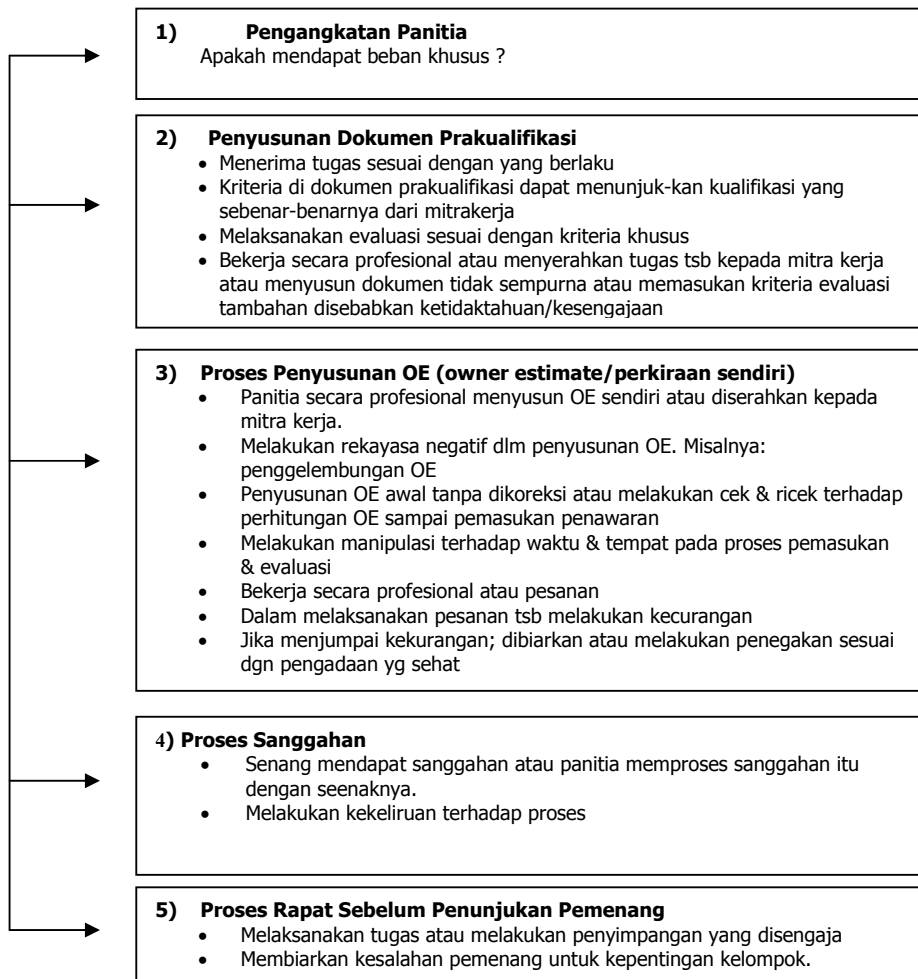 1) Pengangkatan Panitia
Apakah mendapat beban khusus ?
2) Penyusunan Dokumen Prakualifikasi
• Menerima tugas sesuai dengan yang berlaku
• Kriteria di dokumen prakualifikasi dapat menunjuk-kan kualifikasi yang
sebenar-benarnya dari mitrakerja
• Melaksanakan evaluasi sesuai dengan kriteria khusus
• Bekerja secara profesional atau menyerahkan tugas tsb kepada mitra kerja
atau menyusun dokumen tidak sempurna atau memasukan kriteria evaluasi
tambahan disebabkan ketidaktahuan/kesengajaan
3) Proses Penyusunan OE (owner estimate/perkiraan sendiri)
• Panitia secara profesional menyusun OE sendiri atau diserahkan kepada
mitra kerja.
• Melakukan rekayasa negatif dlm penyusunan OE. Misalnya:
penggelembungan OE
• Penyusunan OE awal tanpa dikoreksi atau melakukan cek & ricek terhadap
perhitungan OE sampai pemasukan penawaran
• Melakukan manipulasi terhadap waktu & tempat pada proses pemasukan
& evaluasi
• Bekerja secara profesional atau pesanan
• Dalam melaksanakan pesanan tsb melakukan kecurangan
• Jika menjumpai kekurangan; dibiarkan atau melakukan penegakan sesuai
dgn pengadaan yg sehat
4) Proses Sanggahan
• Senang mendapat sanggahan atau panitia memproses sanggahan itu
dengan seenaknya.
• Melakukan kekeliruan terhadap proses
5) Proses Rapat Sebelum Penunjukan Pemenang
• Melaksanakan tugas atau melakukan penyimpangan yang disengaja
• Membiarkan kesalahan pemenang untuk kepentingan kelompok.